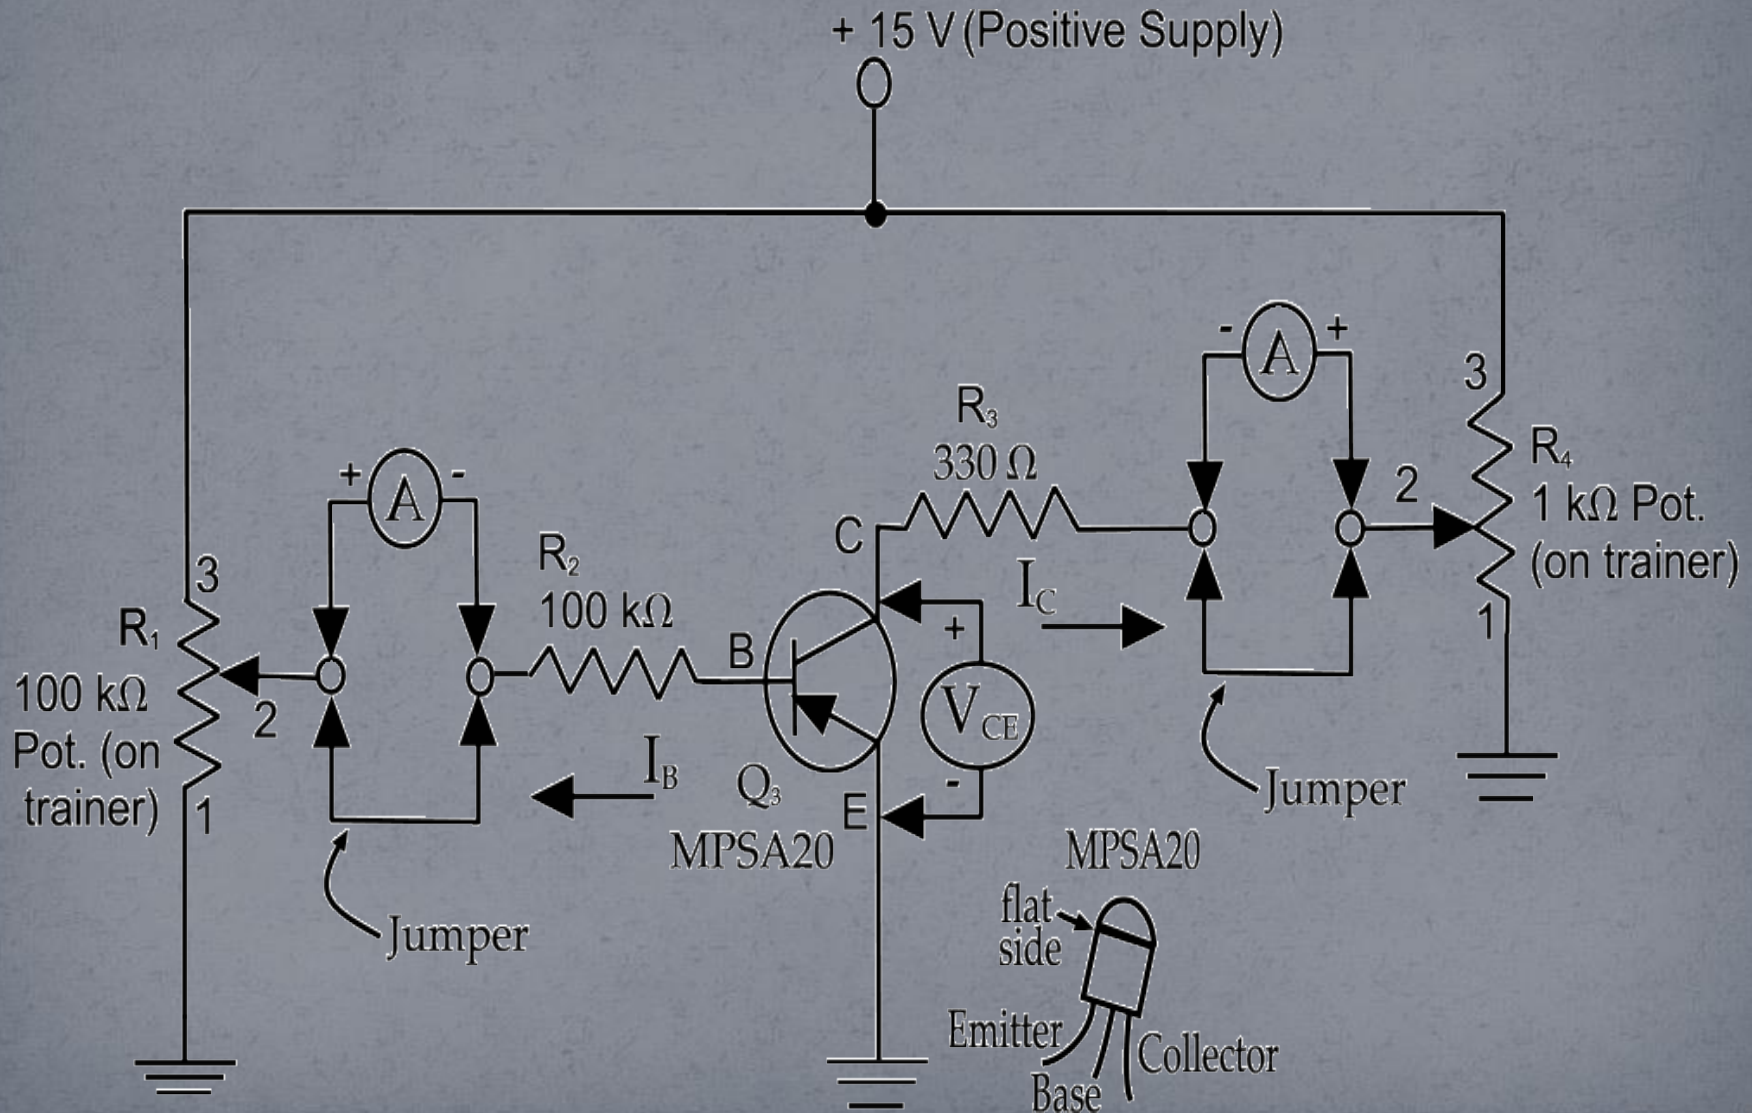 + 15 V (Positive Supply)
- A +
3
R3
330 Ω
R4
1 kΩ Pot.
(on trainer)
2
1
+ A -
R2
100 kΩ
C
IC
3
R1
100 kΩ
Pot. (on
trainer)
2
1
B
+
VCE
-
IB
Q3
E
MPSA20
Jumper
Jumper
MPSA20
flat
side
Emitter
Base
Collector